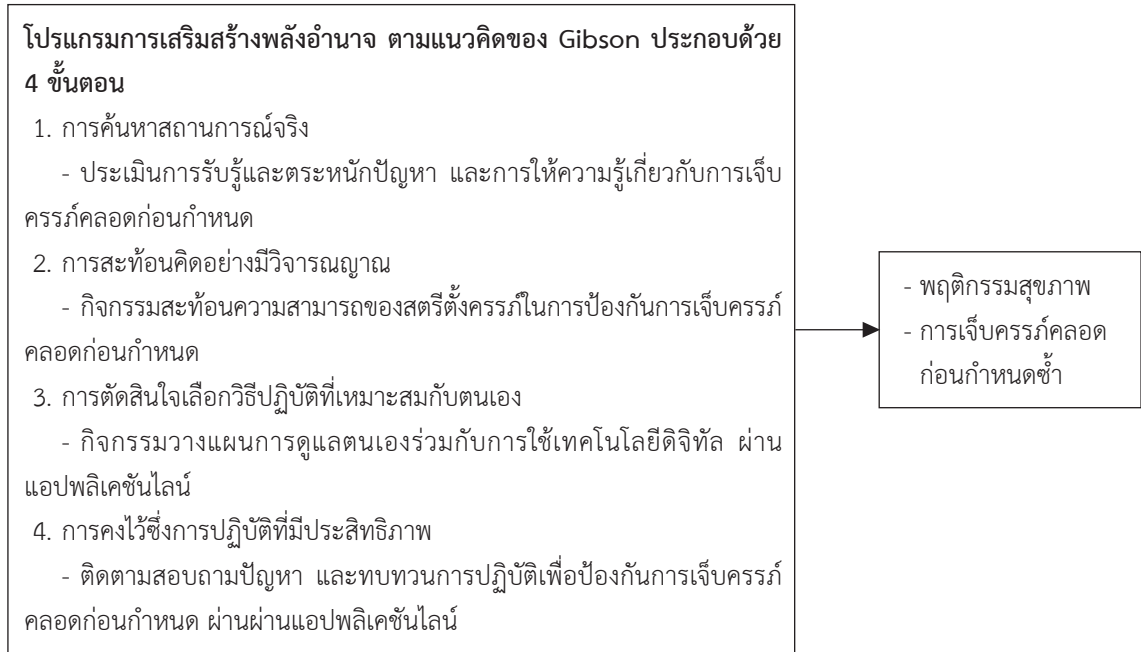 โปรแกรมการเสริมสร้างพลังอำนาจ ตามแนวคิดของ Gibson ประกอบด้วย
4 ขั้นตอน
1. การค้นหาสถานการณ์จริง
- ประเมินการรับรู้และตระหนักปัญหา และการให้ความรู้เกี่ยวกับการเจ็บ
ครรภ์คลอดก่อนกำหนด
2. การสะท้อนคิดอย่างมีวิจารณญาณ
- กิจกรรมสะท้อนความสามารถของสตรีตั้งครรภ์ในการป้องกันการเจ็บครรภ์
คลอดก่อนกำหนด
3. การตัดสินใจเลือกวิธีปฏิบัติที่เหมาะสมกับตนเอง
- กิจกรรมวางแผนการดูแลตนเองร่วมกับการใช้เทคโนโลยีดิจิทัล ผ่าน
แอปพลิเคชันไลน์
4. การคงไว้ซึ่งการปฏิบัติที่มีประสิทธิภาพ
- ติดตามสอบถามปัญหา และทบทวนการปฏิบัติเพื่อป้องกันการเจ็บครรภ์
คลอดก่อนกำหนด ผ่านผ่านแอปพลิเคชันไลน์
- พฤติกรรมสุขภาพ
- การเจ็บครรภ์คลอด
ก่อนกำหนดซ้ำ